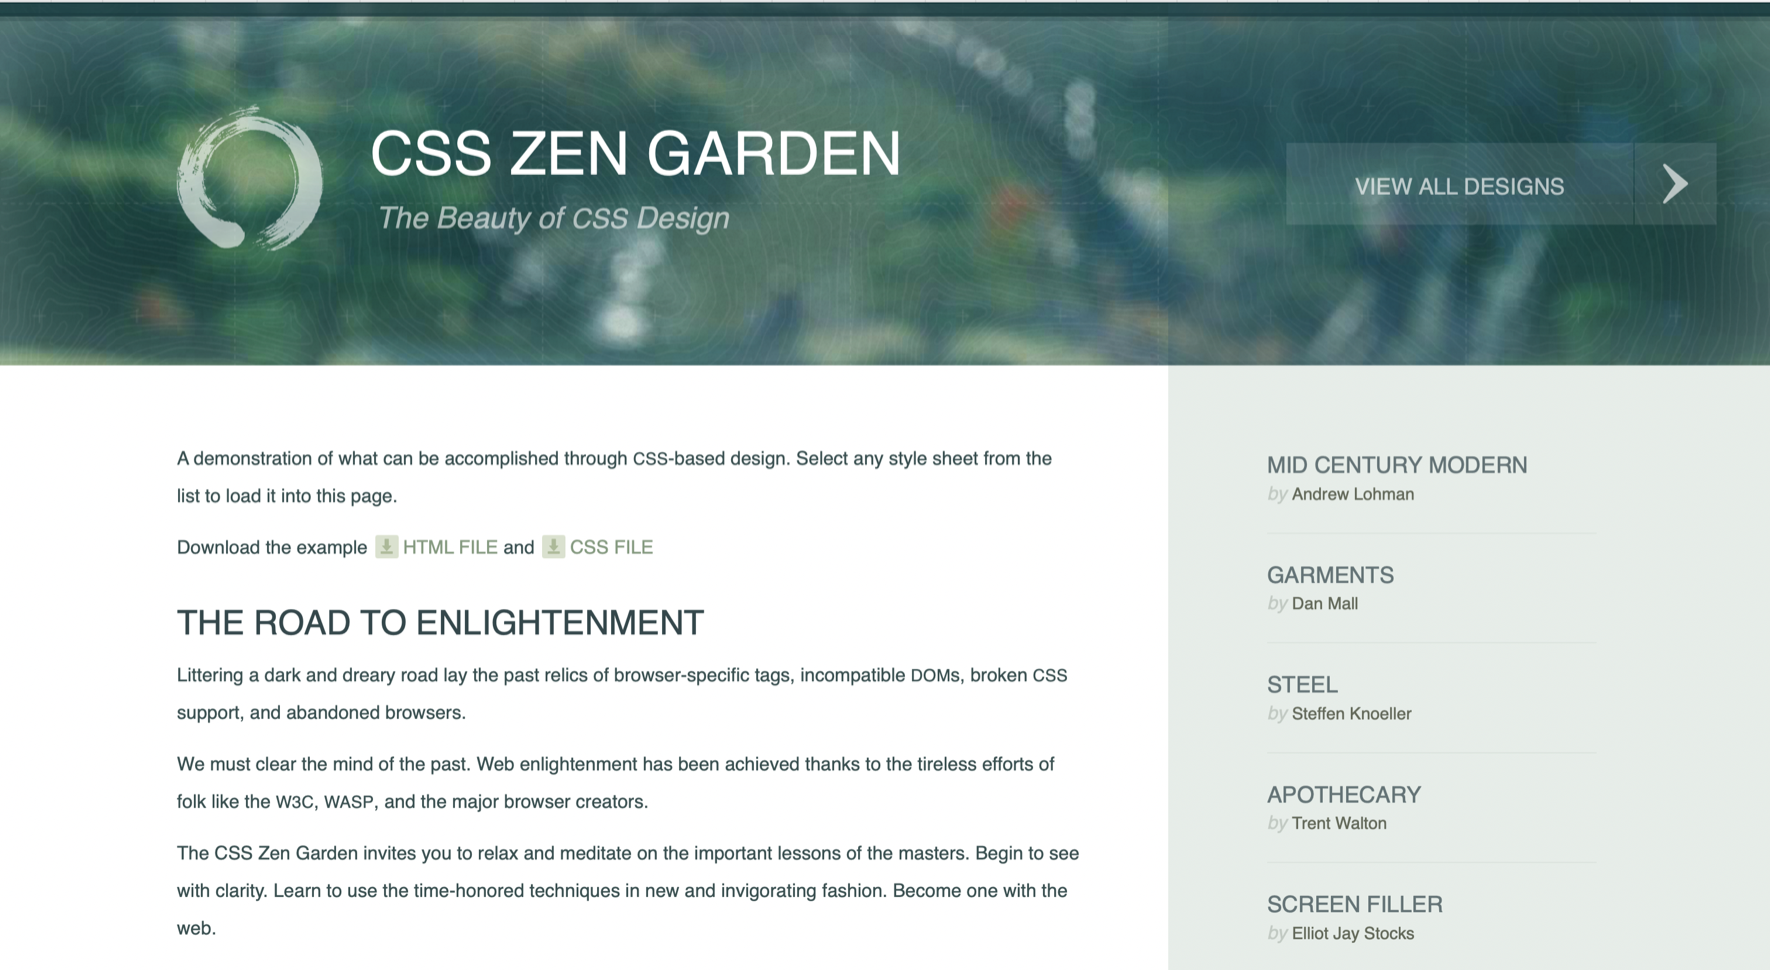 CSS ZEN GARDEN
The Beauty of CSS Design
VIEW ALL DESIGNS
A demonstration of what can be accomplished through CSS-based design. Select any style sheet from the
list to load it into this page.
Download the example HTML FILE and CSS FILE
THE ROAD TO ENLIGHTENMENT
Littering a dark and dreary road lay the past relics of browser-specific tags, incompatible DOMs, broken CSS
support, and abandoned browsers.
We must clear the mind of the past. Web enlightenment has been achieved thanks to the tireless efforts of
folk like the W3C, WASP, and the major browser creators.
The CSS Zen Garden invites you to relax and meditate on the important lessons of the masters. Begin to see
with clarity. Learn to use the time-honored techniques in new and invigorating fashion. Become one with the
web.
MID CENTURY MODERN
by Andrew Lohman
GARMENTS
by Dan Mall
STEEL
by Steffen Knoeller
APOTHECARY
by Trent Walton
SCREEN FILLER
by Elliot Jay Stocks